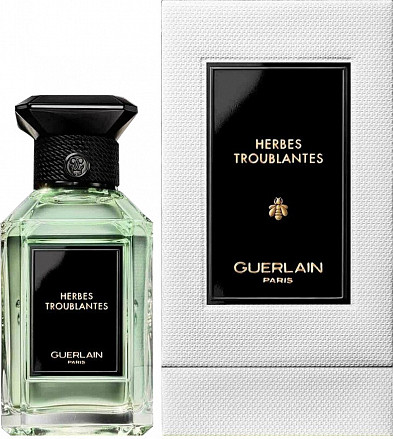 HERBES
TROUBLANTES
GUERLAIN
PARIS
HERBES
TROUBLANTES
GUERLAIN
PARIS